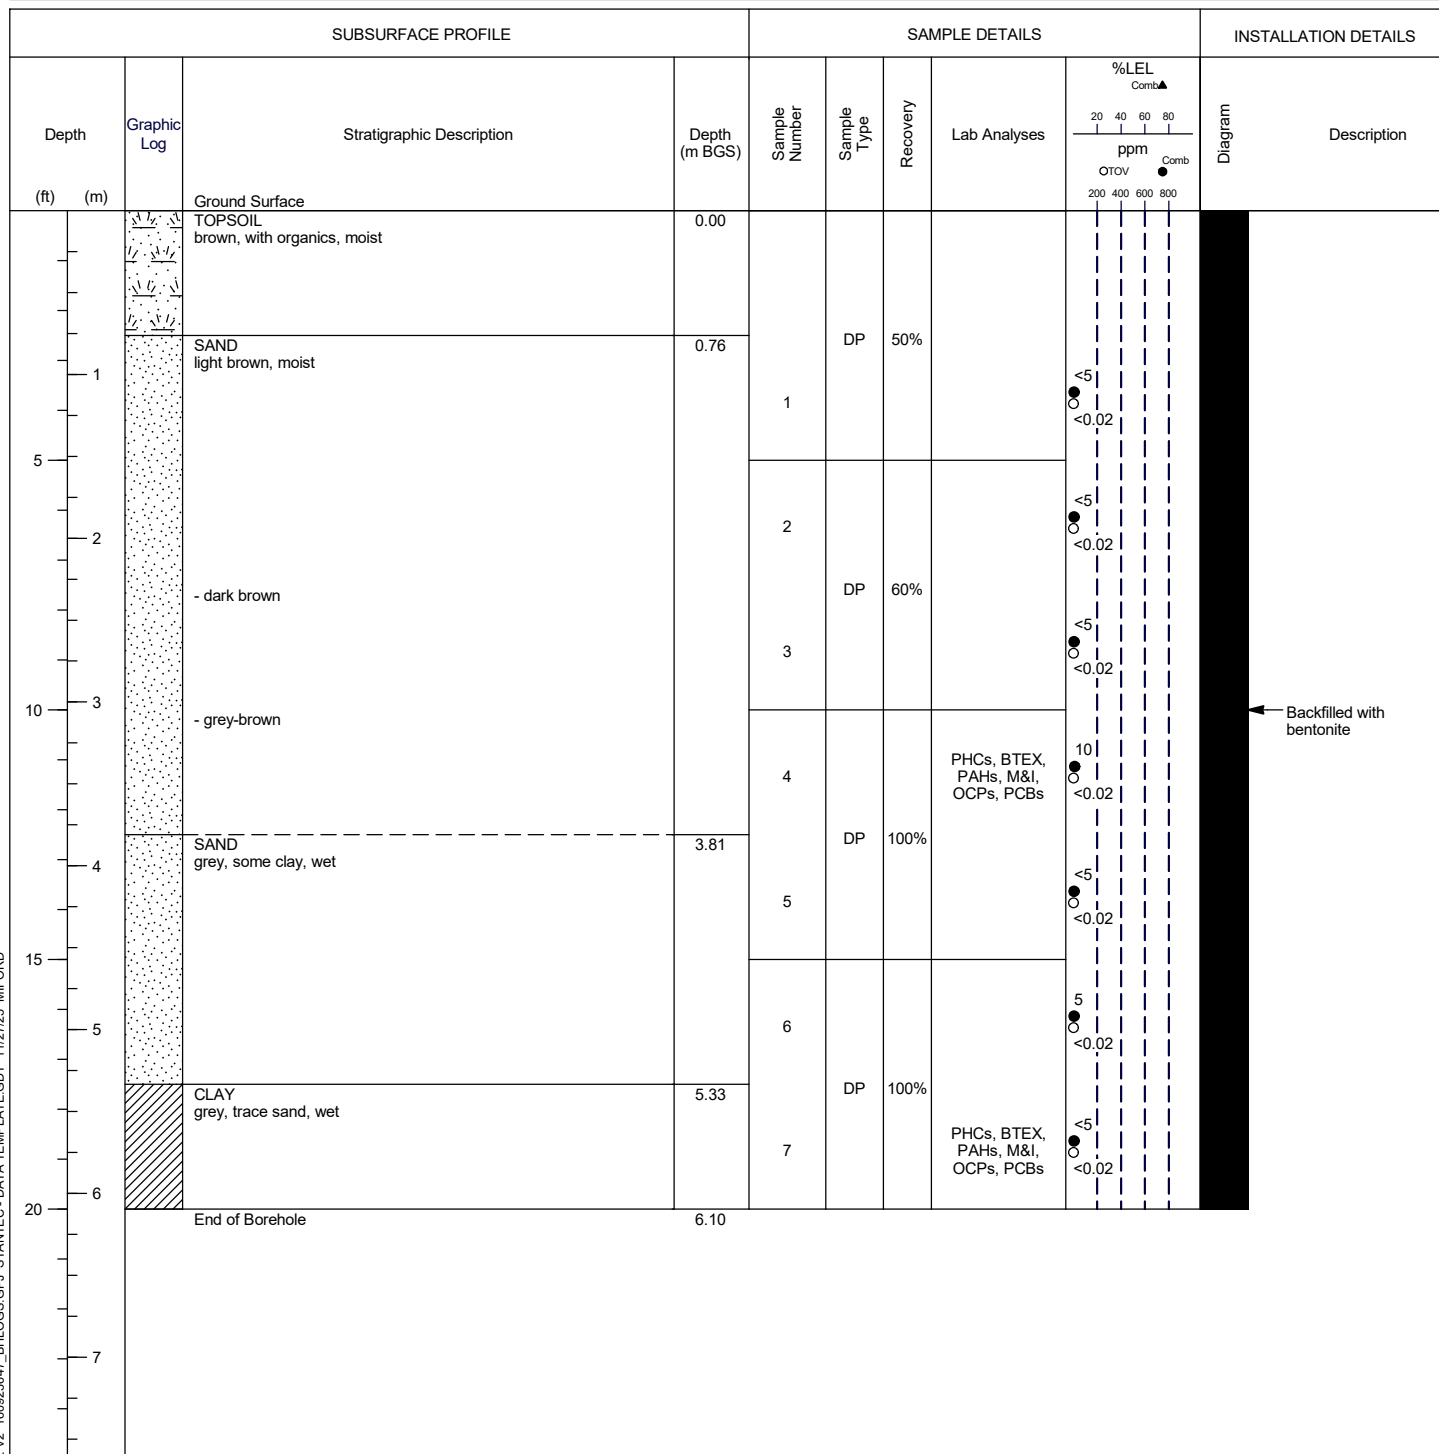 SUBSURFACE PROFILE
SAMPLE DETAILS
INSTALLATION DETAILS
Depth
(ft)
(m)
Graphic
Log
Stratigraphic Description
Depth
(m BGS)
Sample
Number
Sample
Type
Recovery
Lab Analyses
%LEL
Comb
20 40 60 80
ppm
TOV
Comb
200 400 600 800
Diagram
Description
Ground Surface
TOPSOIL
brown, with organics, moist
0.00
SAND
light brown, moist
0.76
DP
50%
1
<5
1
<0.02
5
<5
2
<0.02
2
- dark brown
DP
60%
<5
3
<0.02
3
10
- grey-brown
Backfilled with
bentonite
10
4
PHCs, BTEX,
PAHs, M&I,
OCPs, PCBs
<0.02
SAND
grey, some clay, wet
3.81
DP
100%
4
<5
5
<0.02
15
5
6
<0.02
5
CLAY
grey, trace sand, wet
5.33
DP
100%
<5
7
PHCs, BTEX,
PAHs, M&I,
OCPs, PCBs
<0.02
6
20
End of Borehole
6.10
7